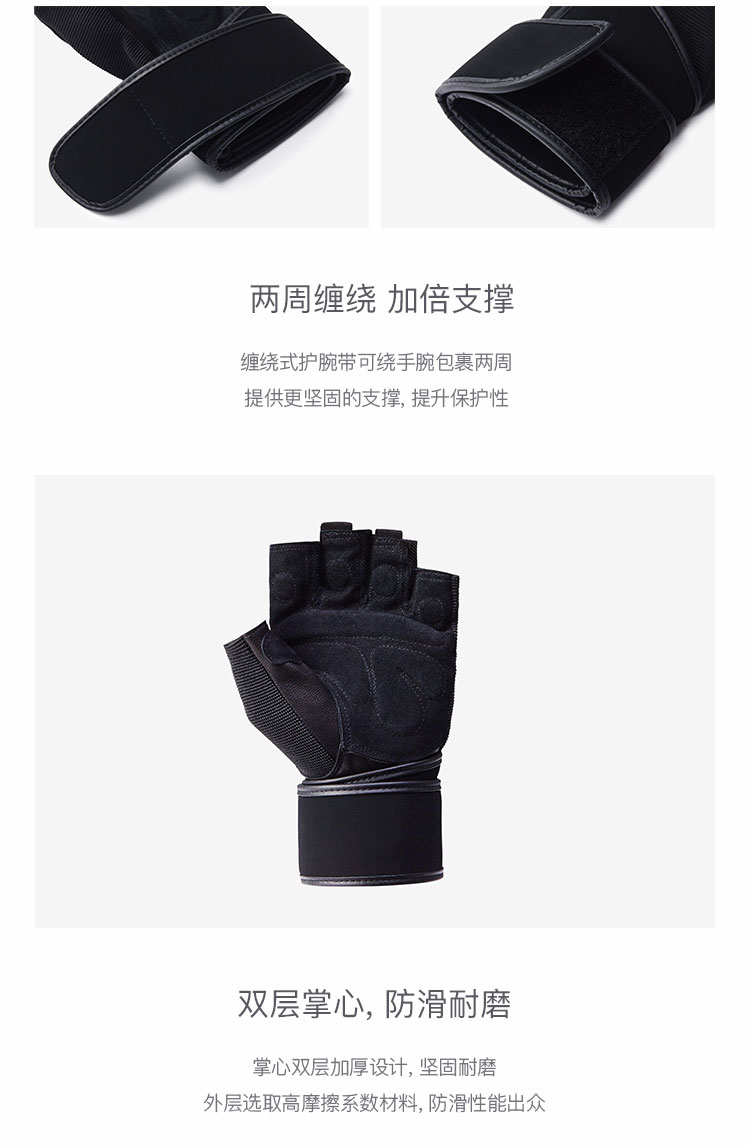 两周缠绕 加倍支撑
缠绕式护腕带可绕手腕包裹两周
提供更坚固的支撑, 提升保护性
双层掌心, 防滑耐磨
掌心双层加厚设计, 坚固耐磨
外层选取高摩擦系数材料, 防滑性能出众